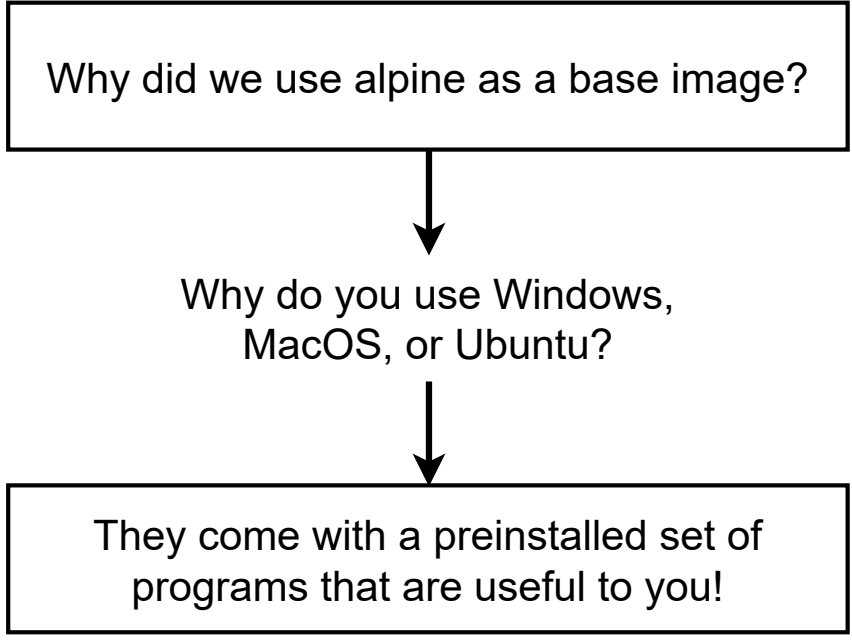 Why did we use alpine as a base image?
Why do you use Windows,
MacOS, or Ubuntu?
They come with a preinstalled set of
programs that are useful to you!